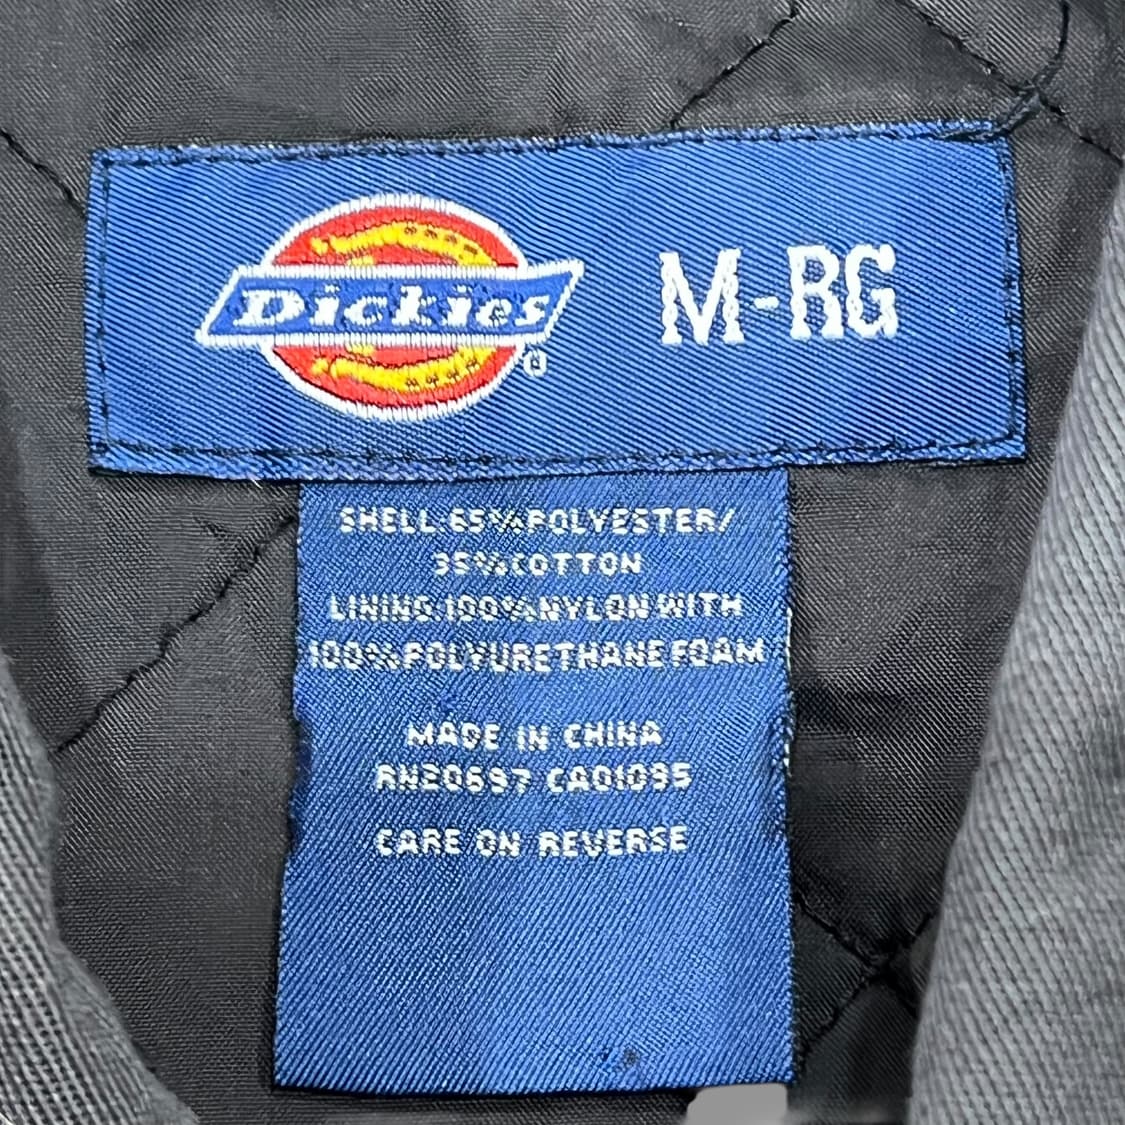 Dickies®
M-RG
SHELL:65%POLYESTER/
35%COTTON
LINING:100%NYLON WITH
100%POLYURETHANE FOAM
MADE IN CHINA
RN20697 CA01095
CARE ON REVERSE